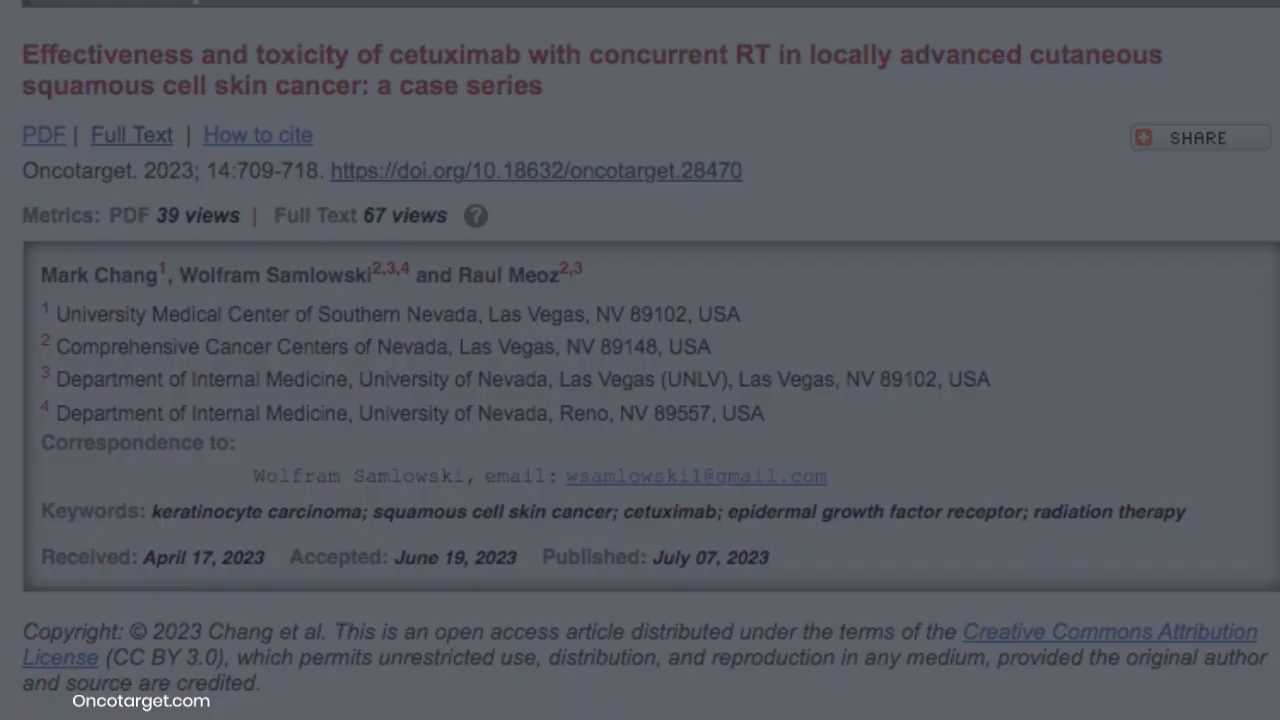 Effectiveness and toxicity of cetuximab with concurrent RT in locally advanced cutaneous
squamous cell skin cancer: a case series
PDF | Full Text | How to cite
SHARE
Oncotarget. 2023; 14:709-718. https://doi.org/10.18632/oncotarget.28470
Metrics: PDF 39 views | Full Text 67 views ?
Mark Chang1, Wolfram Samlowski2,3,4 and Raul Meoz2,3
1 University Medical Center of Southern Nevada, Las Vegas, NV 89102, USA
2 Comprehensive Cancer Centers of Nevada, Las Vegas, NV 89148, USA
3 Department of Internal Medicine, University of Nevada, Las Vegas (UNLV), Las Vegas, NV 89102, USA
4 Department of Internal Medicine, University of Nevada, Reno, NV 89557, USA
Correspondence to:
Wolfram Samlowski, email: wsamlowski1@gmail.com
Keywords: keratinocyte carcinoma; squamous cell skin cancer; cetuximab; epidermal growth factor receptor; radiation therapy
Received: April 17, 2023 Accepted: June 19, 2023 Published: July 07, 2023
Copyright: © 2023 Chang et al. This is an open access article distributed under the terms of the Creative Commons Attribution
License (CC BY 3.0), which permits unrestricted use, distribution, and reproduction in any medium, provided the original author
and source are credited.
Oncotarget.com